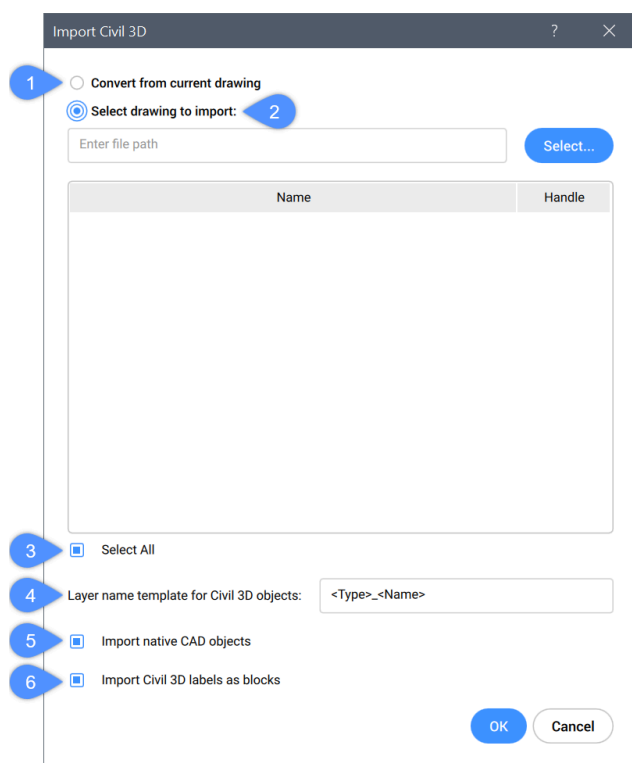 Import Civil 3D ? ×
1 Convert from current drawing
Select drawing to import: 2
Enter file path Select...
Name Handle
3 Select All
4 Layer name template for Civil 3D objects: <Type>_<Name>
5 Import native CAD objects
6 Import Civil 3D labels as blocks
OK Cancel